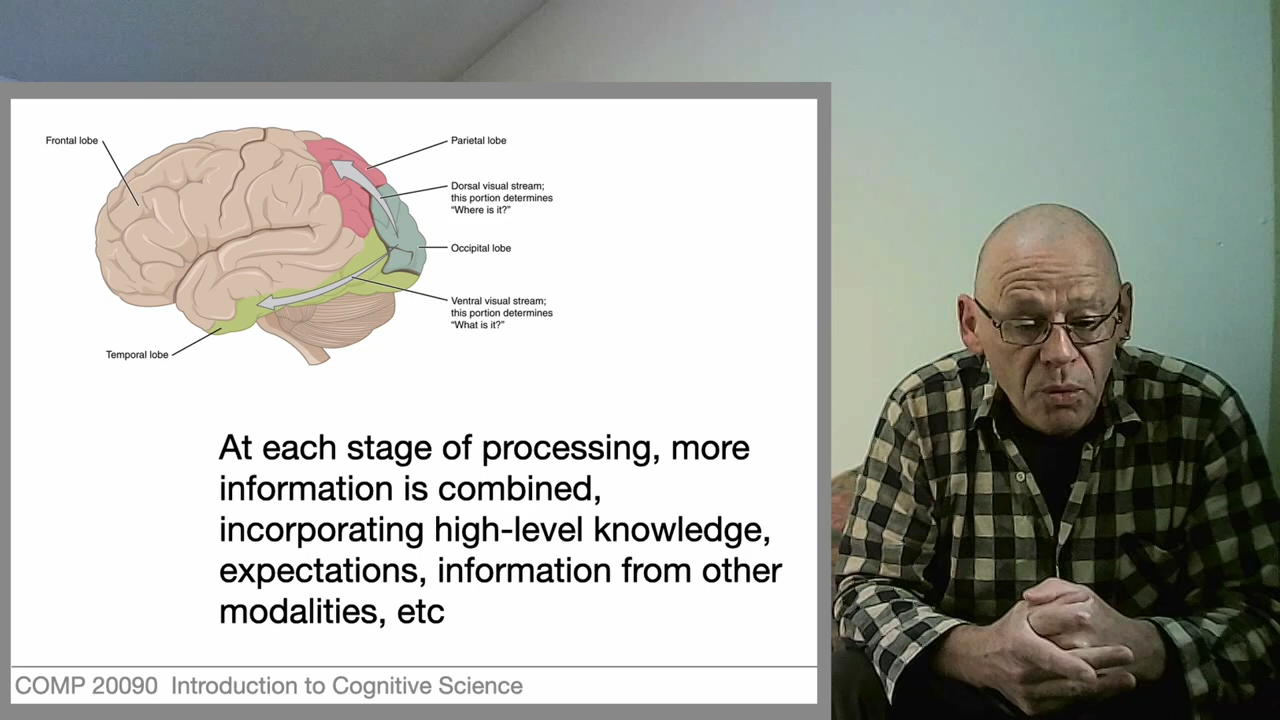 Frontal lobe
Parietal lobe
Dorsal visual stream;
this portion determines
“Where is it?”
Occipital lobe
Ventral visual stream;
this portion determines
“What is it?”
Temporal lobe
At each stage of processing, more
information is combined,
incorporating high-level knowledge,
expectations, information from other
modalities, etc
COMP 20090 Introduction to Cognitive Science